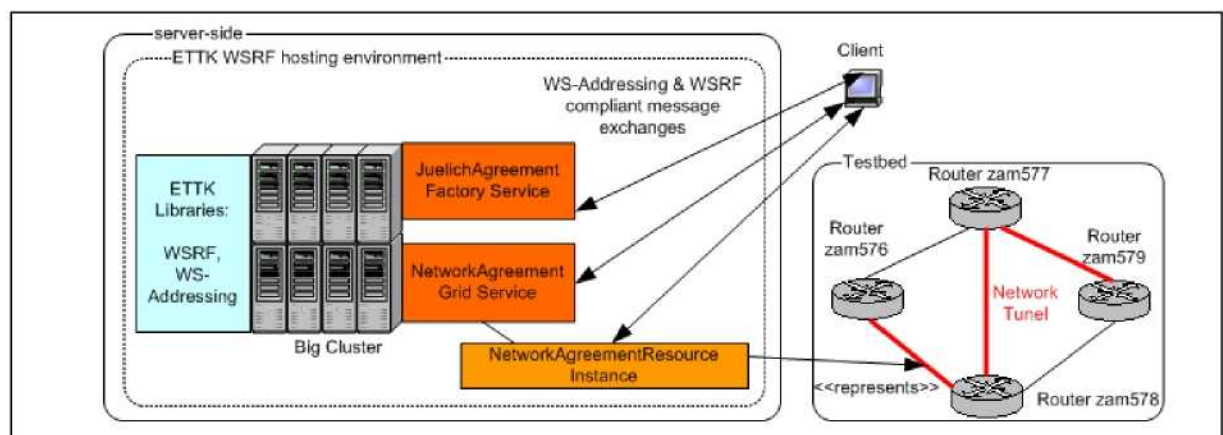 server-side
ETTK WSRF hosting environment
Client
WS-Addressing & WSRF
compliant message
exchanges
ETTK
Libraries:
WSRF,
WS-
Addressing
JuelichAgreement
Factory Service
NetworkAgreement
Grid Service
Big Cluster
NetworkAgreementResource
Instance
Testbed
Router zam577
Router
zam576
Router
zam579
Network
Tunel
<<represents>>
Router zam578